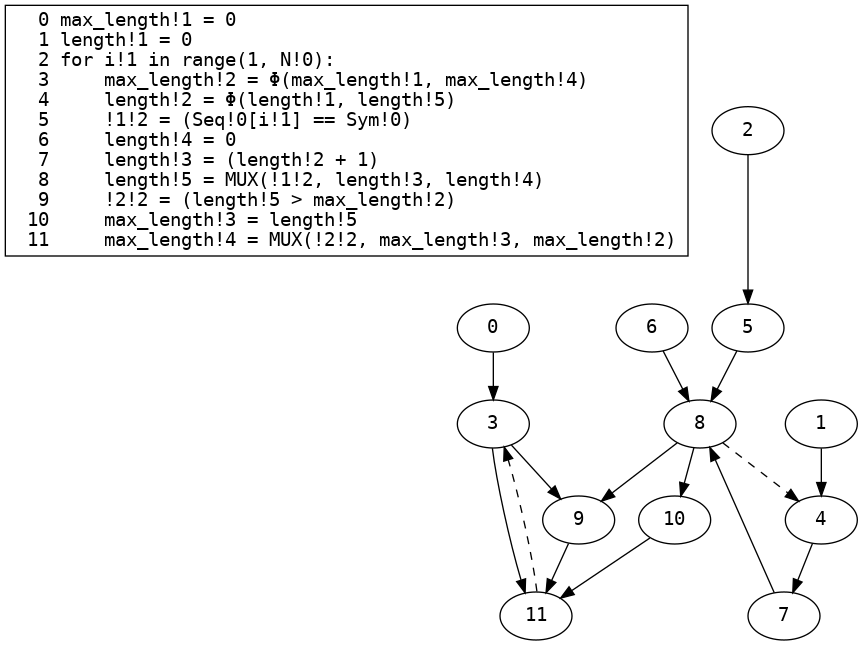 0 max_length!1 = 0
1 length!1 = 0
2 for i!1 in range(1, N!0):
3     max_length!2 = Φ(max_length!1, max_length!4)
4     length!2 = Φ(length!1, length!5)
5     !1!2 = (Seq!0[i!1] == Sym!0)
6     length!4 = 0
7     length!3 = (length!2 + 1)
8     length!5 = MUX(!1!2, length!3, length!4)
9     !2!2 = (length!5 > max_length!2)
10     max_length!3 = length!5
11     max_length!4 = MUX(!2!2, max_length!3, max_length!2)
2
0
6
5
3
8
1
9
10
4
11
7